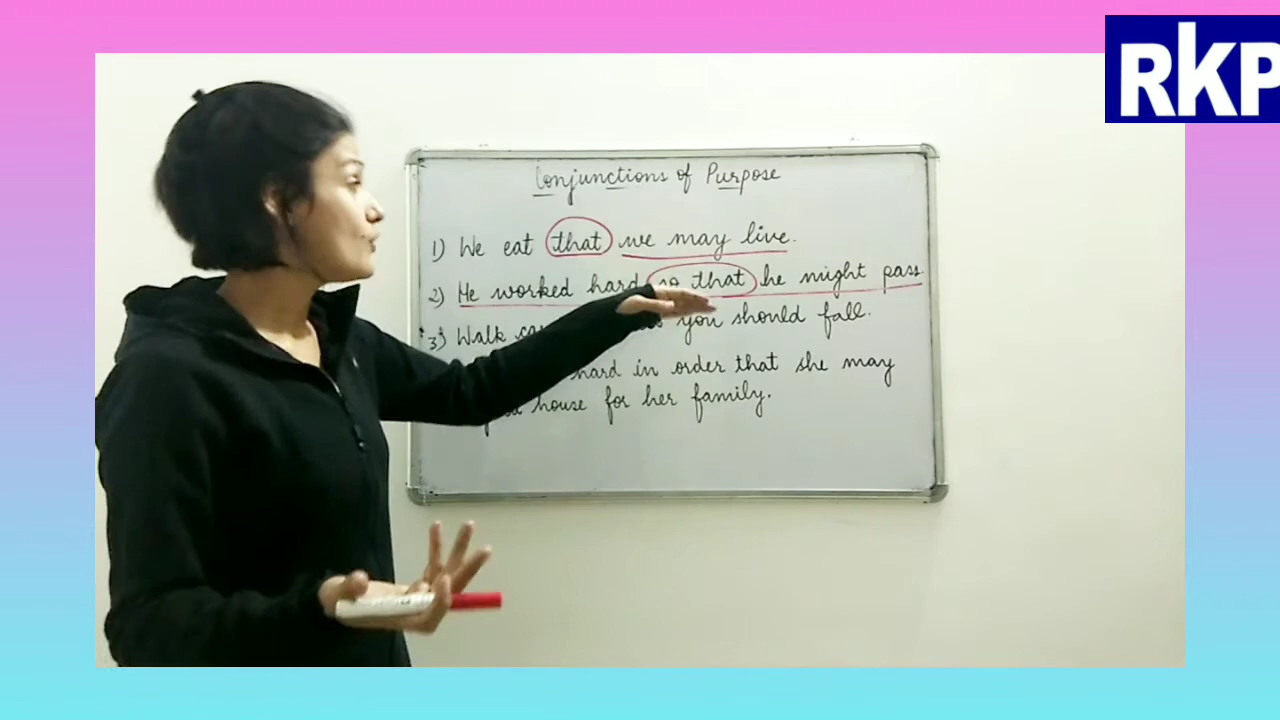 RKP
Conjunctions of Purpose
1) We eat that we may live.
2) He worked hard so that he might pass
3) Walk you should fall.
hard in order that she may
house for her family.